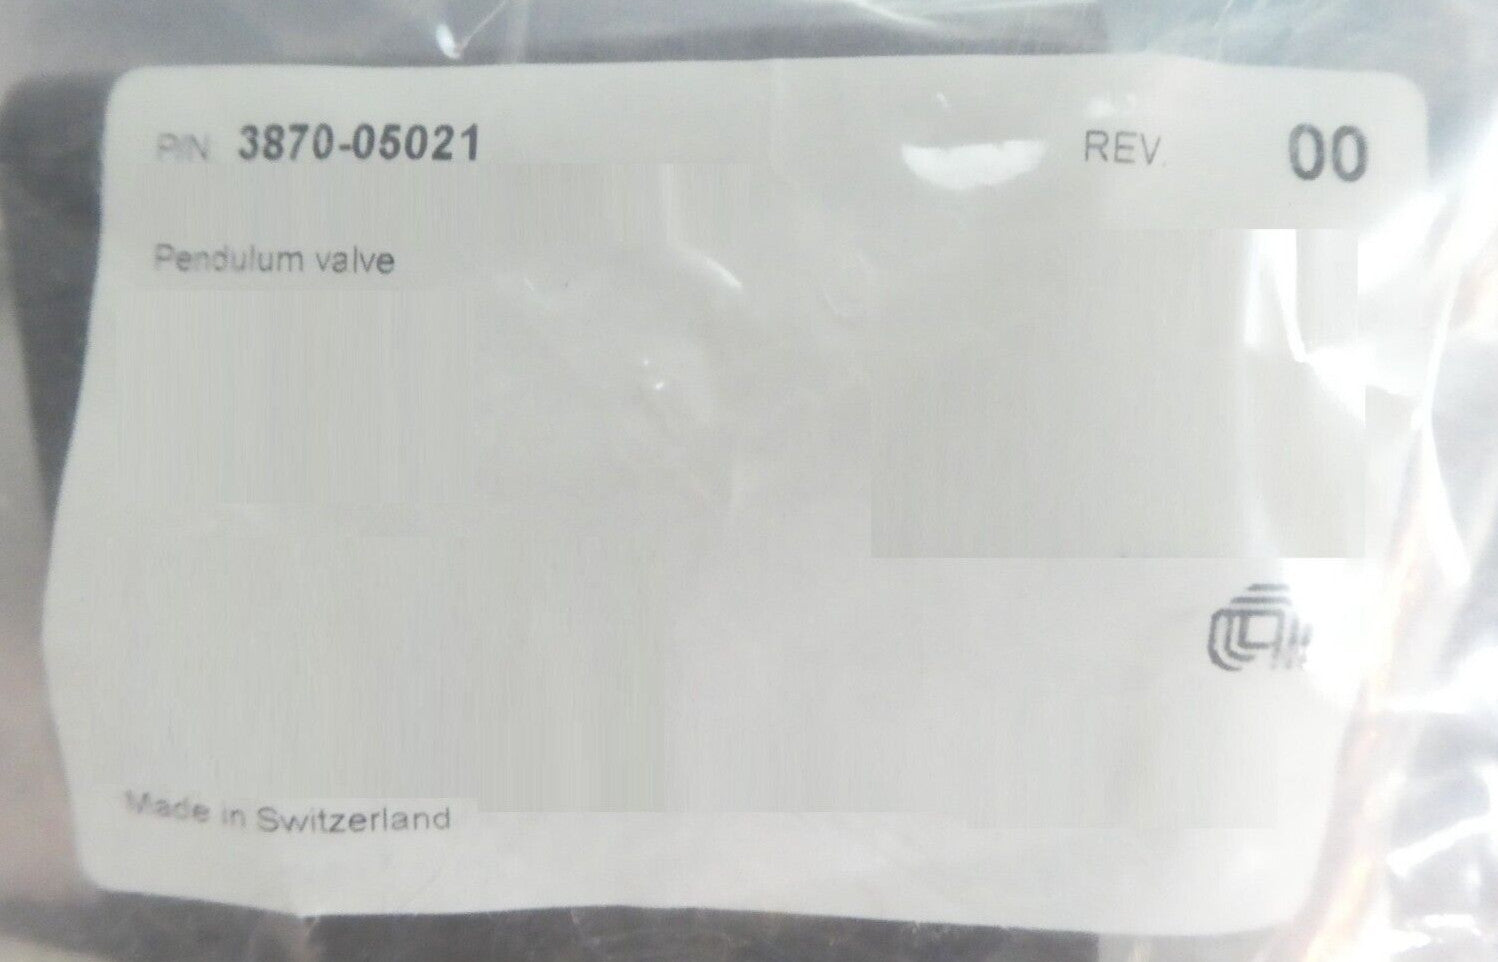 P/N 3870-05021 REV. 00
Pendulum valve
Made in Switzerland